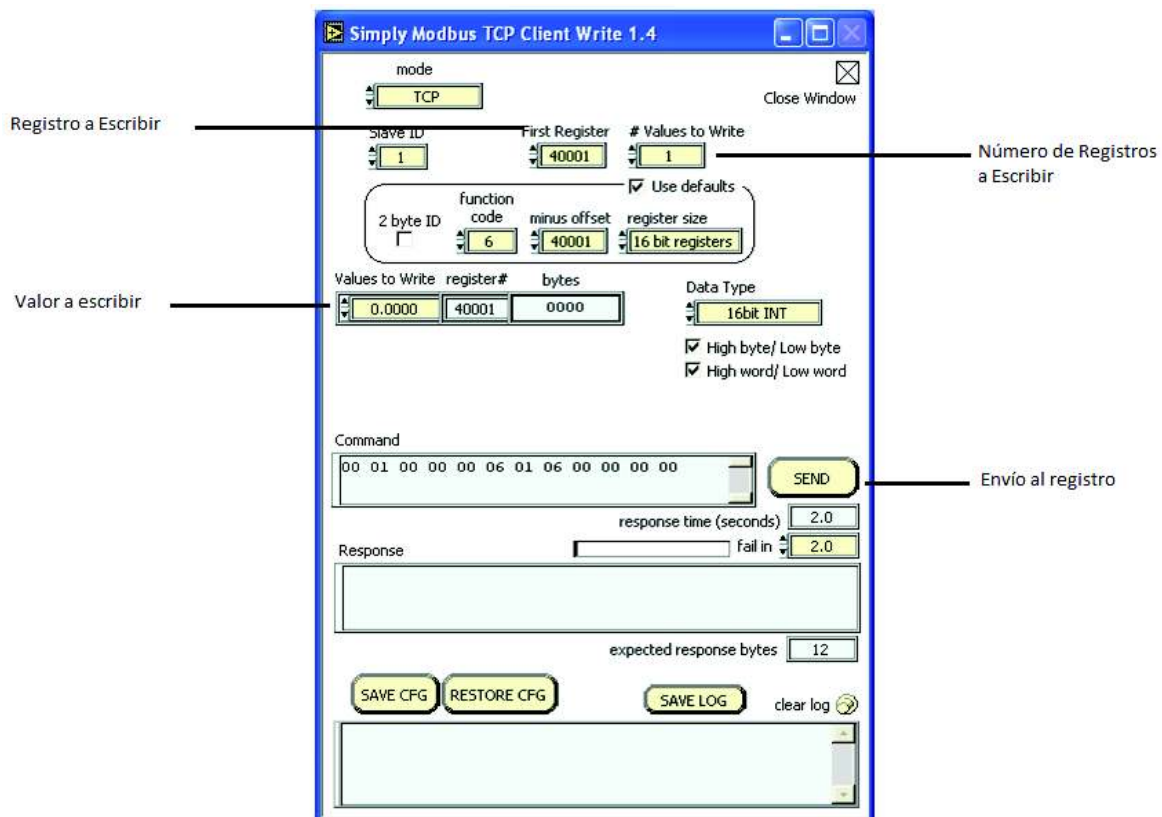 Simply Modbus TCP Client Write 1.4
mode
TCP
Close Window
Registro a Escribir
Slave ID
First Register
# Values to Write
1
40001
1
Número de Registros
a Escribir
Use defaults
2 byte ID
function
code
minus offset
register size
6
40001
16 bit registers
Values to Write
register#
bytes
Valor a escribir
0.0000
40001
0000
Data Type
16bit INT
High byte/ Low byte
High word/ Low word
Command
00 01 00 00 00 06 01 06 00 00 00 00
SEND
Envío al registro
response time (seconds)
2.0
fail in
2.0
Response
expected response bytes
12
SAVE CFG
RESTORE CFG
SAVE LOG
clear log